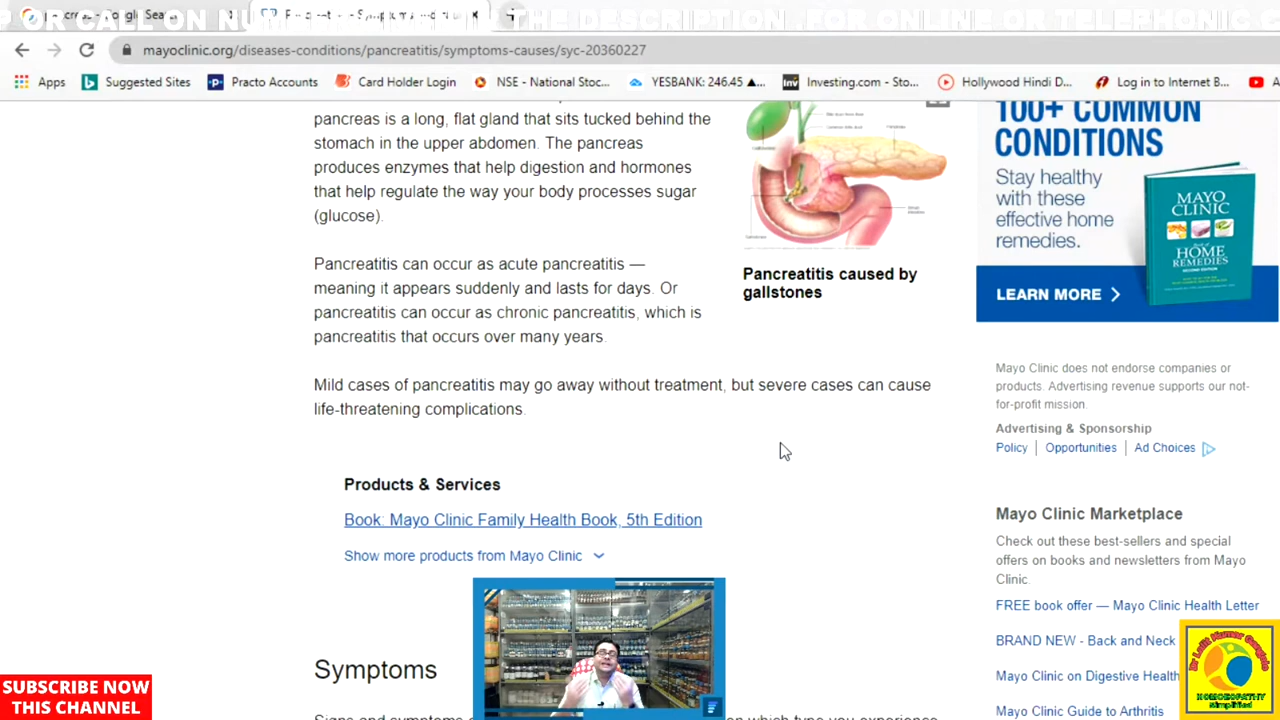 P OR CALL ON NUMBER IN THE DESCRIPTION FOR ONLINE OR TELEPHONIC C
mayoclinic.org/diseases-conditions/pancreatitis/symptoms-causes/syc-20360227
Apps
Suggested Sites
Practo Accounts
Card Holder Login
NSE - National Stoc...
YESBANK: 246.45 ▲...
Investing.com - Sto...
Hollywood Hindi D...
Log in to Internet B...
pancreas is a long, flat gland that sits tucked behind the
stomach in the upper abdomen. The pancreas
produces enzymes that help digestion and hormones
that help regulate the way your body processes sugar
(glucose).
Pancreatitis can occur as acute pancreatitis —
meaning it appears suddenly and lasts for days. Or
pancreatitis can occur as chronic pancreatitis, which is
pancreatitis that occurs over many years.
Mild cases of pancreatitis may go away without treatment, but severe cases can cause
life-threatening complications.
Pancreatitis caused by
gallstones
Products & Services
Book: Mayo Clinic Family Health Book, 5th Edition
Show more products from Mayo Clinic
Symptoms
100+ COMMON
CONDITIONS
Stay healthy
with these
effective home
remedies.
LEARN MORE
MAYO
CLINIC
HOME
REMEDIES
Mayo Clinic does not endorse companies or
products. Advertising revenue supports our not-
for-profit mission.
Advertising & Sponsorship
Policy
Opportunities
Ad Choices
Mayo Clinic Marketplace
Check out these best-sellers and special
offers on books and newsletters from Mayo
Clinic.
FREE book offer — Mayo Clinic Health Letter
BRAND NEW - Back and Neck
Mayo Clinic on Digestive Health
Mayo Clinic Guide to Arthritis
SUBSCRIBE NOW
THIS CHANNEL
HOMOEOPATHY
Simplified